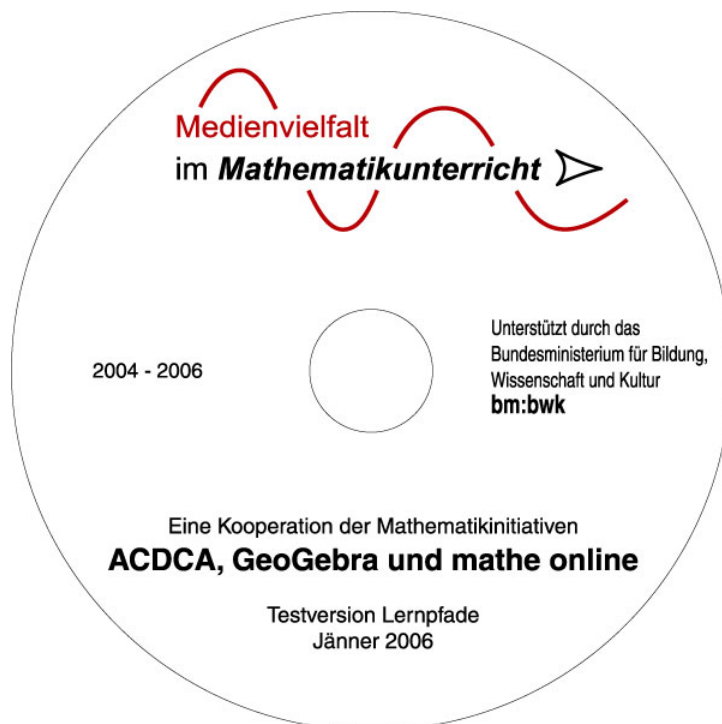 Medienvielfalt
im Mathematikunterricht
2004 - 2006
Unterstützt durch das
Bundesministerium für Bildung,
Wissenschaft und Kultur
bm:bwk
Eine Kooperation der Mathematikinitiativen
ACDCA, GeoGebra und mathe online
Testversion Lernpfade
Jänner 2006